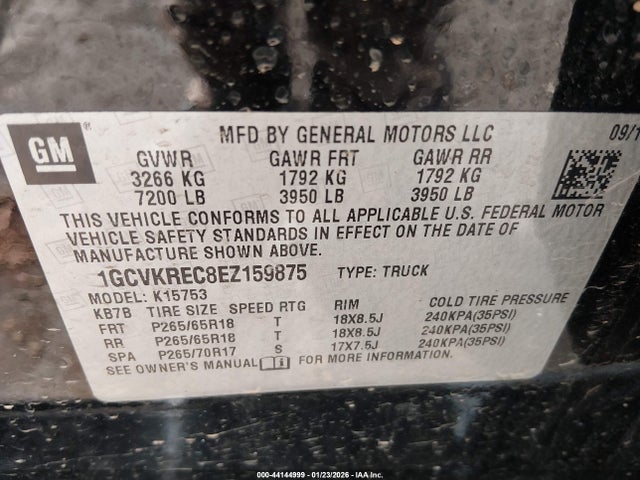 GM
MFD BY GENERAL MOTORS LLC 09/1
GVWR GAWR FRT GAWR RR
3266 KG 1792 KG 1792 KG
7200 LB 3950 LB 3950 LB
THIS VEHICLE CONFORMS TO ALL APPLICABLE U.S. FEDERAL MOTOR
VEHICLE SAFETY STANDARDS IN EFFECT ON THE DATE OF
MANUFACTURE SHOWN ABOVE.
1GCVKREC8EZ159875 TYPE: TRUCK
MODEL: K15753
KB7B TIRE SIZE SPEED RTG RIM COLD TIRE PRESSURE
FRT P265/65R18 T 18X8.5J 240KPA(35PSI)
RR P265/65R18 T 18X8.5J 240KPA(35PSI)
SPA P265/70R17 S 17X7.5J 240KPA(35PSI)
SEE OWNER'S MANUAL FOR MORE INFORMATION.
000-44144999 01/23/2026 IAA Inc.